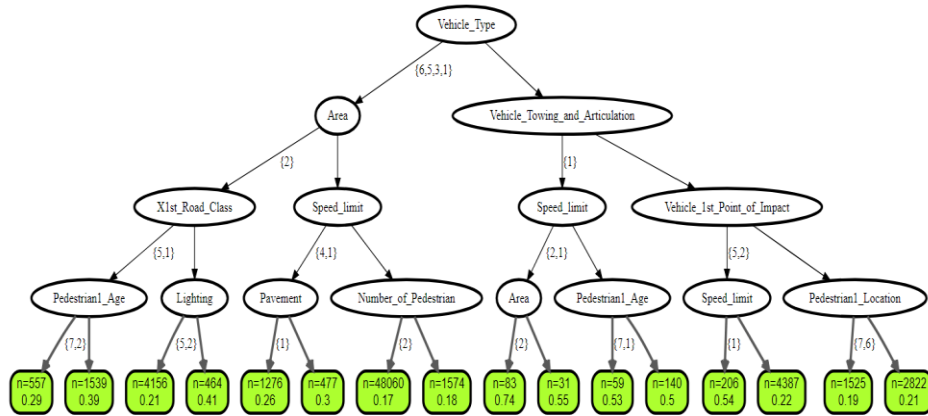 Vehicle_Type
{6,5,3,1}
Area
Vehicle_Towing_and_Articulation
{2}
{1}
X1st_Road_Class
Speed_limit
Speed_limit
Vehicle_1st_Point_of_Impact
{5,1}
{4,1}
{2,1}
{5,2}
Pedestrian1_Age
Lighting
Pavement
Number_of_Pedestrian
Area
Pedestrian1_Age
Speed_limit
Pedestrian1_Location
{7,2}
{5,2}
{1}
{2}
{2}
{7,1}
{1}
{7,6}
n=557
0.29
n=1539
0.39
n=4156
0.21
n=464
0.41
n=1276
0.26
n=477
0.3
n=48060
0.17
n=1574
0.18
n=83
0.74
n=31
0.55
n=59
0.53
n=140
0.5
n=206
0.54
n=4387
0.22
n=1525
0.19
n=2822
0.21